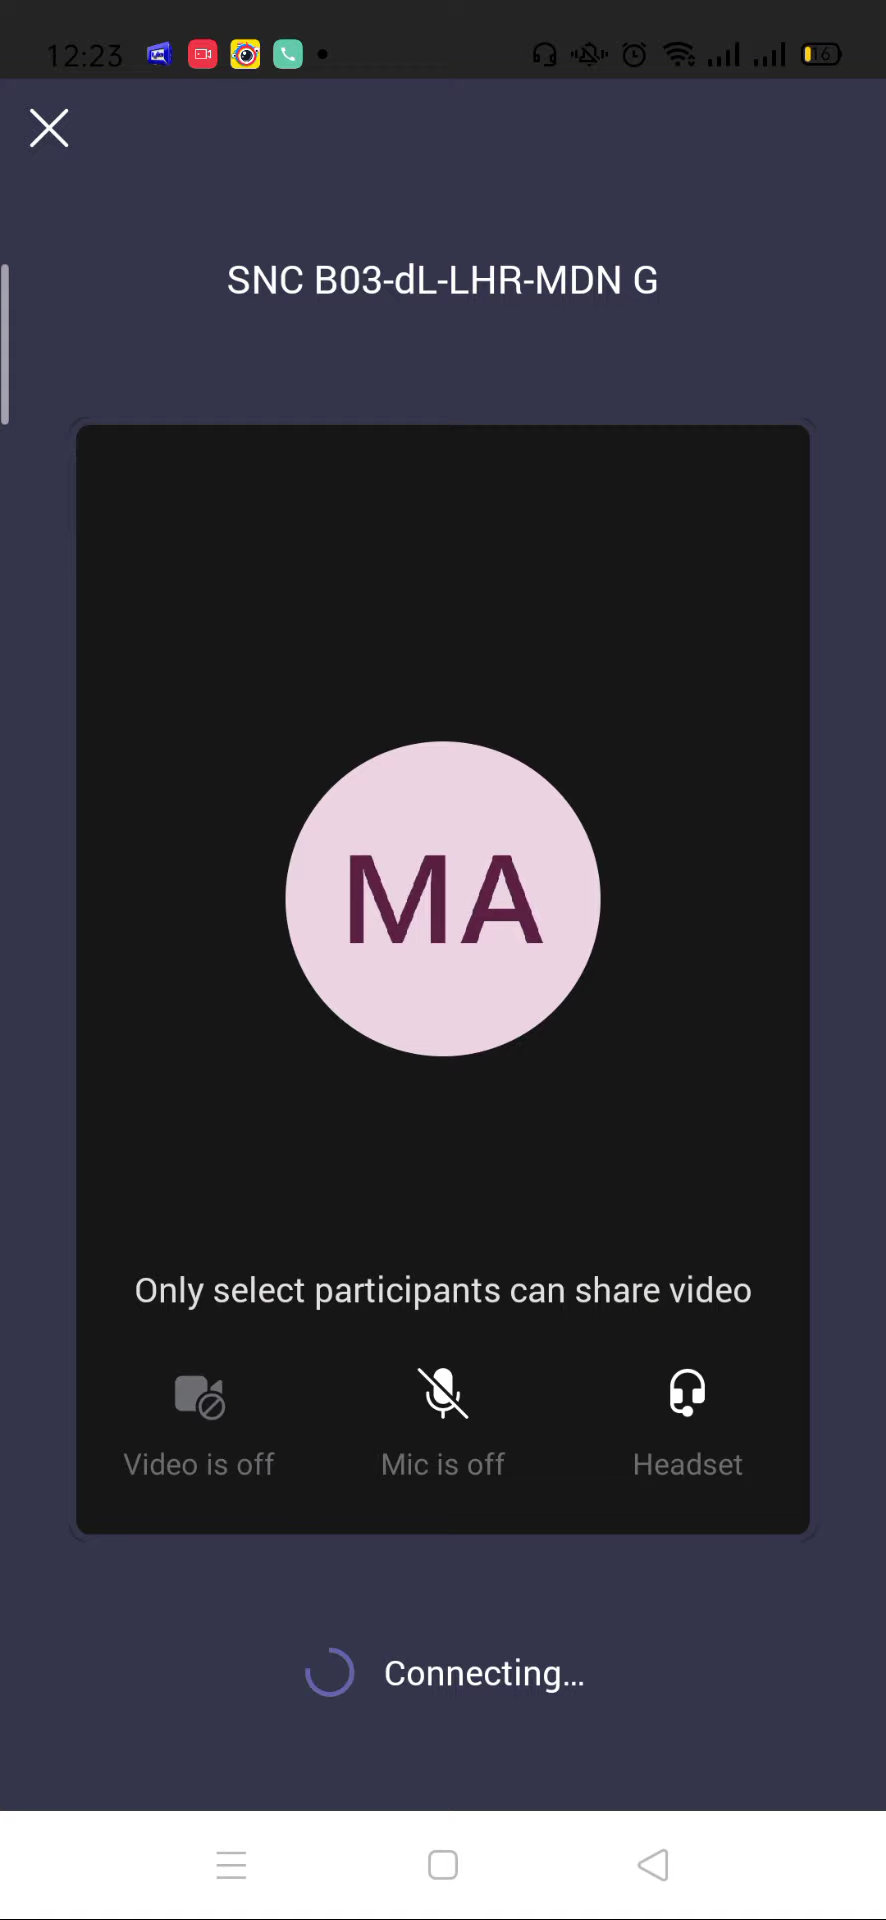 12:23
16
SNC B03-dL-LHR-MDN G
MA
Only select participants can share video
Video is off
Mic is off
Headset
Connecting...